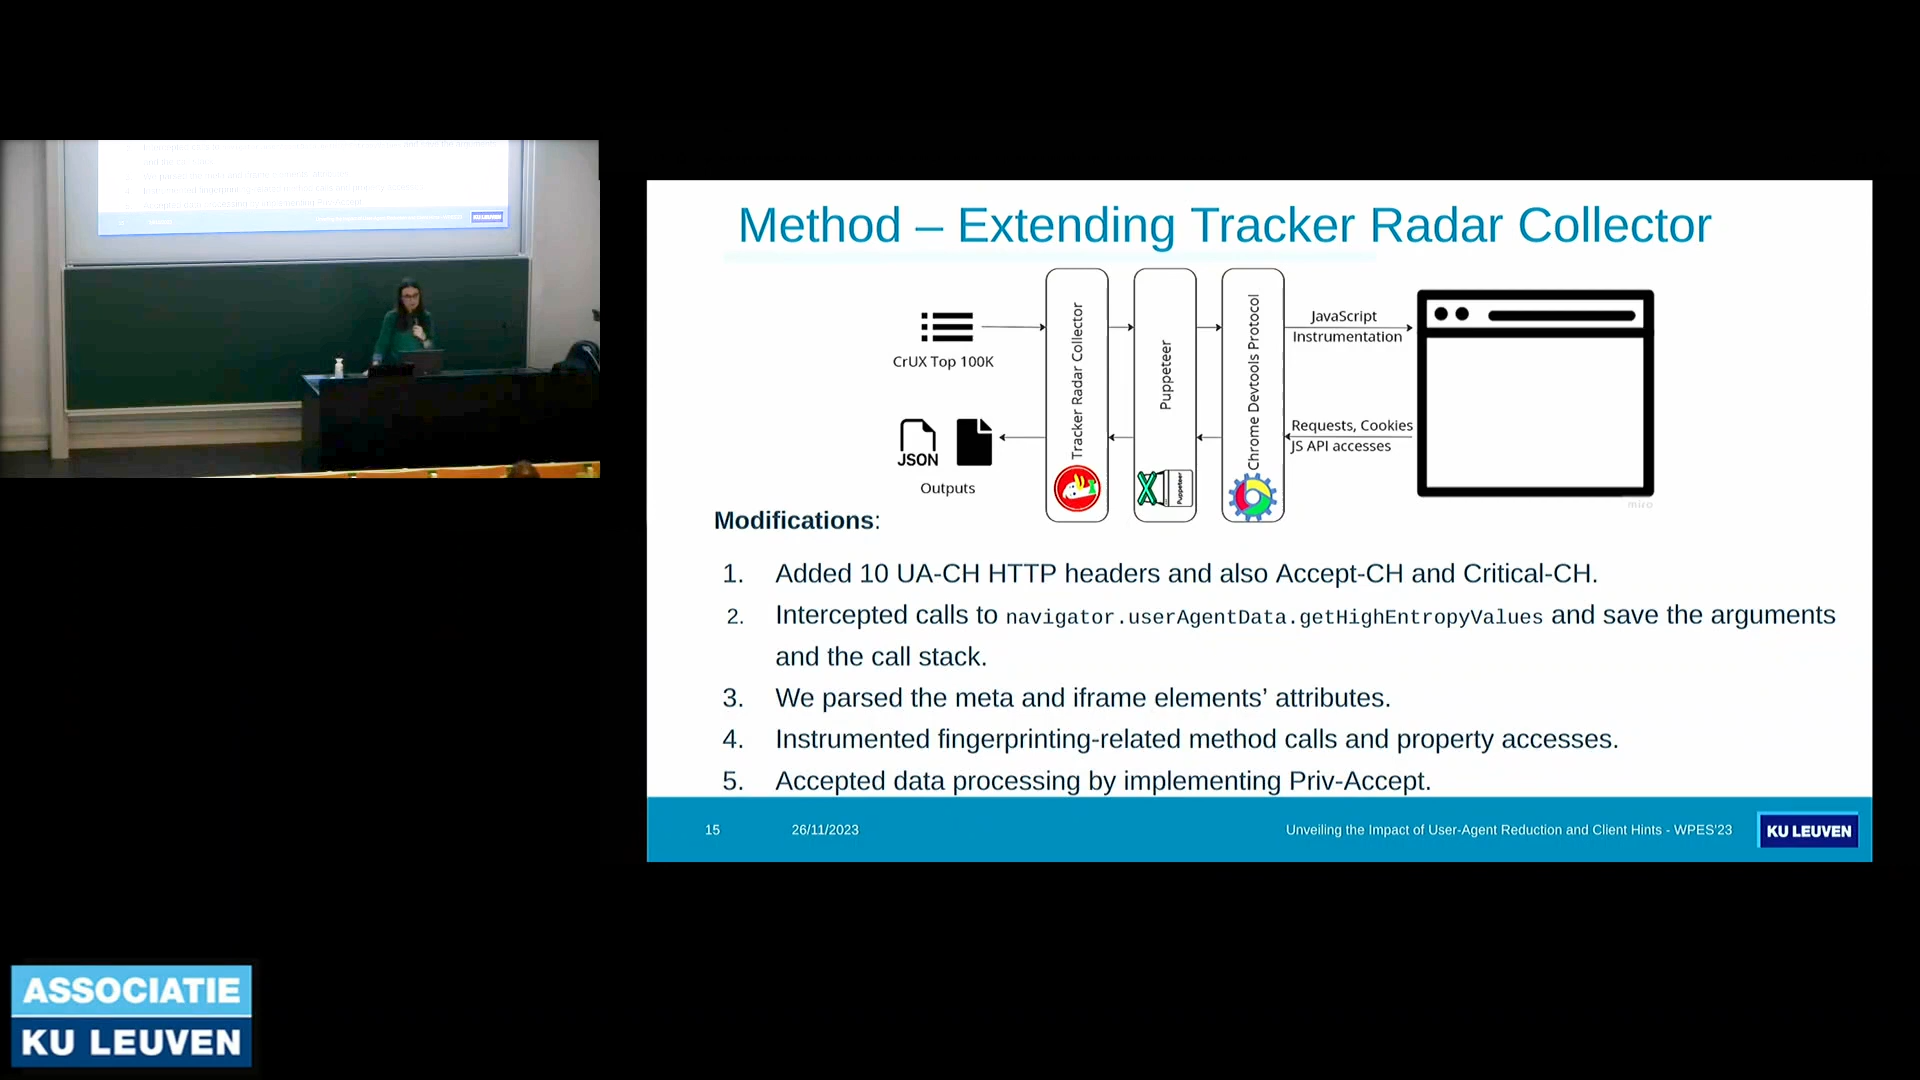 Method – Extending Tracker Radar Collector
CrUX Top 100K
Tracker Radar Collector
Puppeteer
Puppeteer
Chrome Devtools Protocol
JavaScript
Instrumentation
Requests, Cookies
JS API accesses
JSON
Outputs
miro
Modifications:
1. Added 10 UA-CH HTTP headers and also Accept-CH and Critical-CH.
2. Intercepted calls to navigator.userAgentData.getHighEntropyValues and save the arguments
and the call stack.
3. We parsed the meta and iframe elements’ attributes.
4. Instrumented fingerprinting-related method calls and property accesses.
5. Accepted data processing by implementing Priv-Accept.
15 26/11/2023 Unveiling the Impact of User-Agent Reduction and Client Hints - WPES'23 KU LEUVEN
KU LEUVEN
ASSOCIATIE
KU LEUVEN